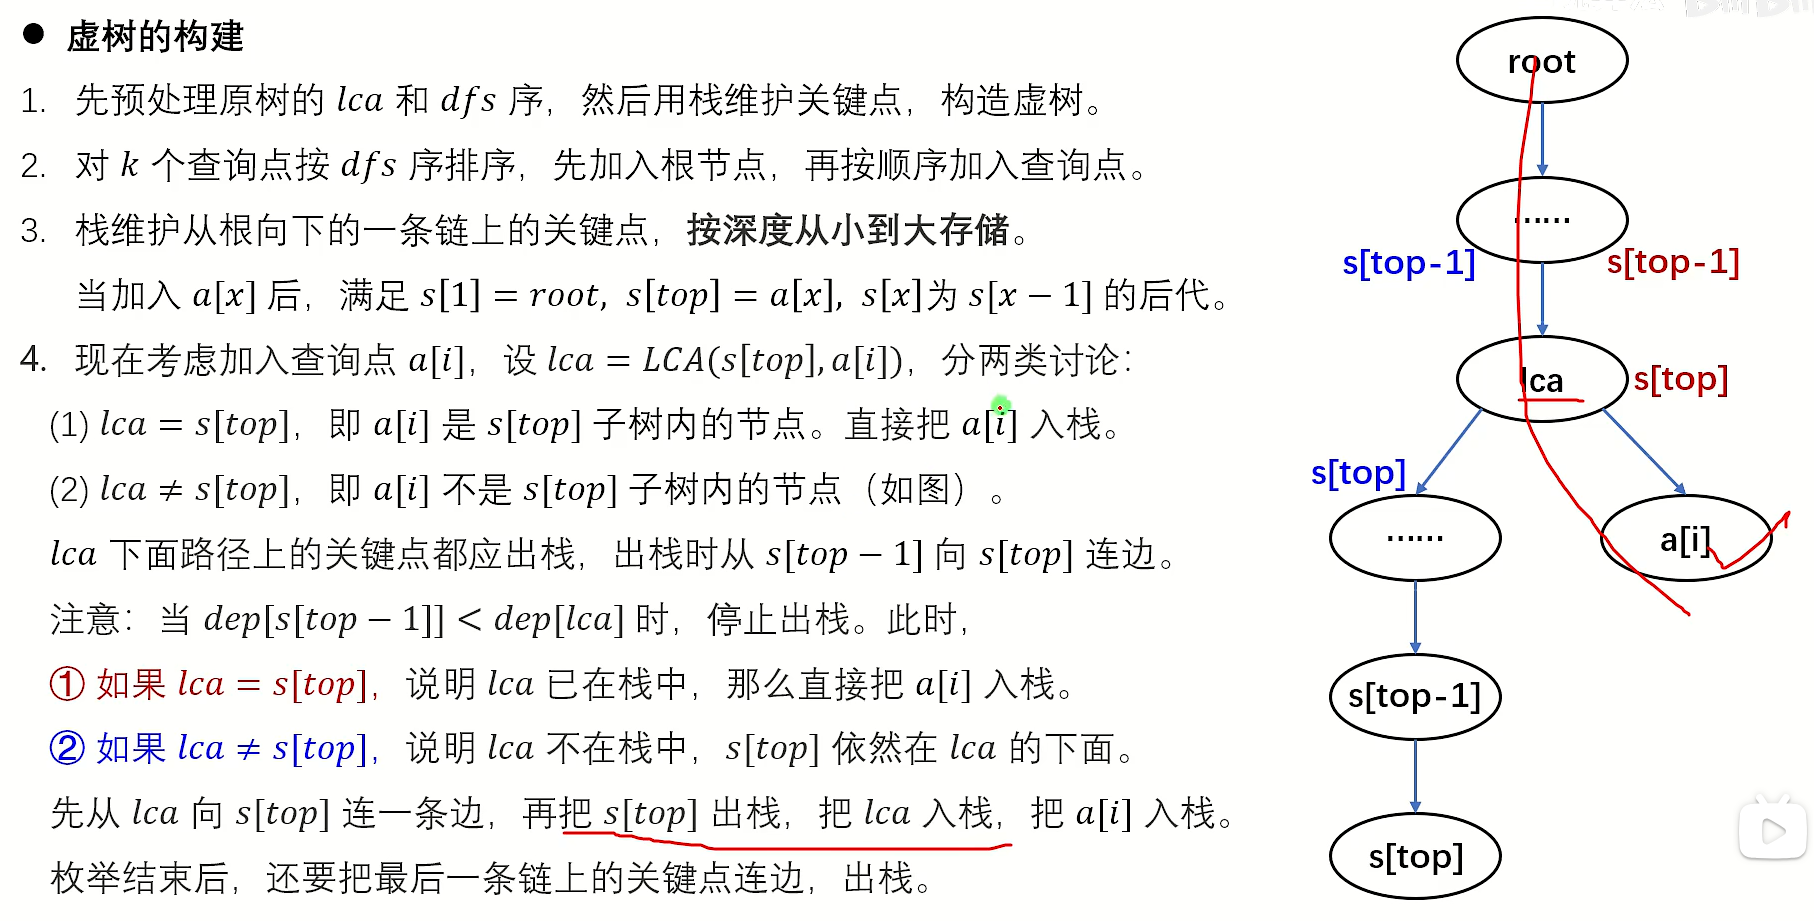 ● 虚树的构建
1. 先预处理原树的 lca 和 dfs 序，然后用栈维护关键点，构造虚树。
2. 对 k 个查询点按 dfs 序排序，先加入根节点，再按顺序加入查询点。
3. 栈维护从根向下的一条链上的关键点，按深度从小到大存储。
当加入 a[x] 后，满足 s[1] = root, s[top] = a[x], s[x]为 s[x − 1] 的后代。
4. 现在考虑加入查询点 a[i]，设 lca = LCA(s[top], a[i])，分两类讨论：
(1) lca = s[top]，即 a[i] 是 s[top] 子树内的节点。直接把 a[i] 入栈。
(2) lca ≠ s[top]，即 a[i] 不是 s[top] 子树内的节点（如图）。
lca 下面路径上的关键点都应出栈，出栈时从 s[top − 1] 向 s[top] 连边。
注意：当 dep[s[top − 1]] < dep[lca] 时，停止出栈。此时，
① 如果 lca = s[top]，说明 lca 已在栈中，那么直接把 a[i] 入栈。
② 如果 lca ≠ s[top]，说明 lca 不在栈中，s[top] 依然在 lca 的下面。
先从 lca 向 s[top] 连一条边，再把 s[top] 出栈，把 lca 入栈，把 a[i] 入栈。
枚举结束后，还要把最后一条链上的关键点连边，出栈。
root
······
s[top-1]
s[top-1]
lca
s[top]
s[top]
······
a[i]
s[top-1]
s[top]